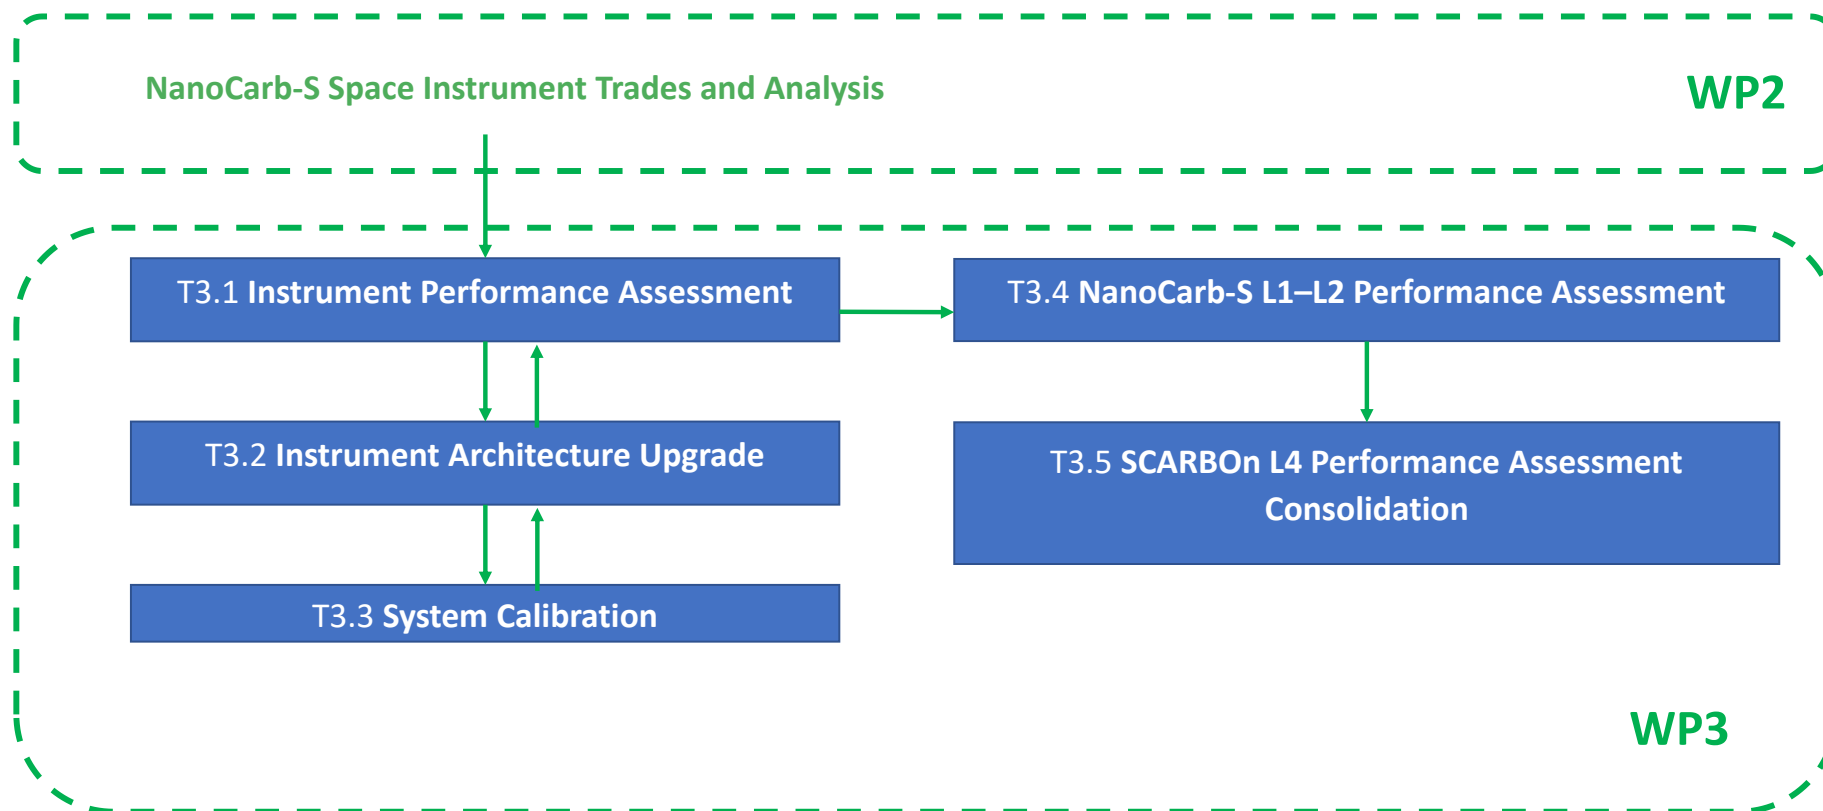 NanoCarb-S Space Instrument Trades and Analysis
WP2
T3.1 Instrument Performance Assessment
T3.4 NanoCarb-S L1–L2 Performance Assessment
T3.2 Instrument Architecture Upgrade
T3.5 SCARBOn L4 Performance Assessment
Consolidation
T3.3 System Calibration
WP3